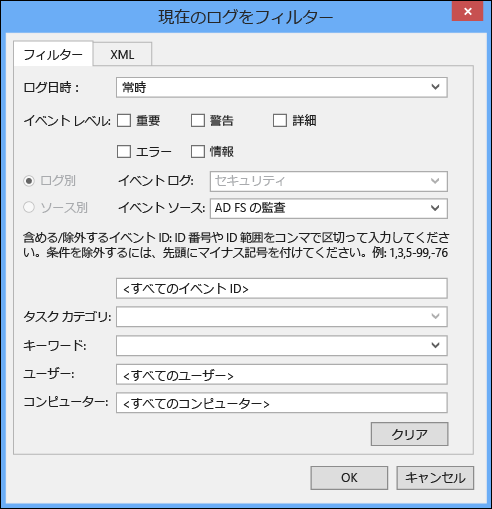 現在のログをフィルター
フィルター XML
ログ日時： 常時
イベント レベル: 重要 警告 詳細
エラー 情報
ログ別 イベント ログ: セキュリティ
ソース別 イベント ソース: AD FS の監査
含める/除外するイベント ID: ID 番号や ID 範囲をコンマで区切って入力してくださ
い。条件を除外するには、先頭にマイナス記号を付けてください。例: 1,3,5-99,-76
<すべてのイベント ID>
タスク カテゴリ:
キーワード:
ユーザー: <すべてのユーザー>
コンピューター: <すべてのコンピューター>
クリア
OK キャンセル